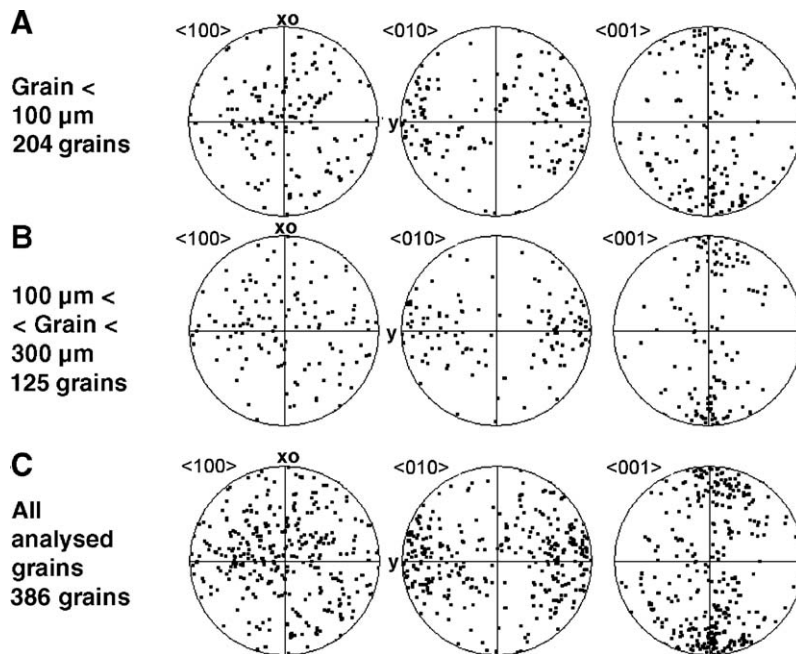 A
Grain <
100 µm
204 grains
<100> xo <010> <001>
y
B
100 µm <
< Grain <
300 µm
125 grains
<100> xo <010> <001>
y
C
All
analysed
grains
386 grains
<100> xo <010> <001>
y